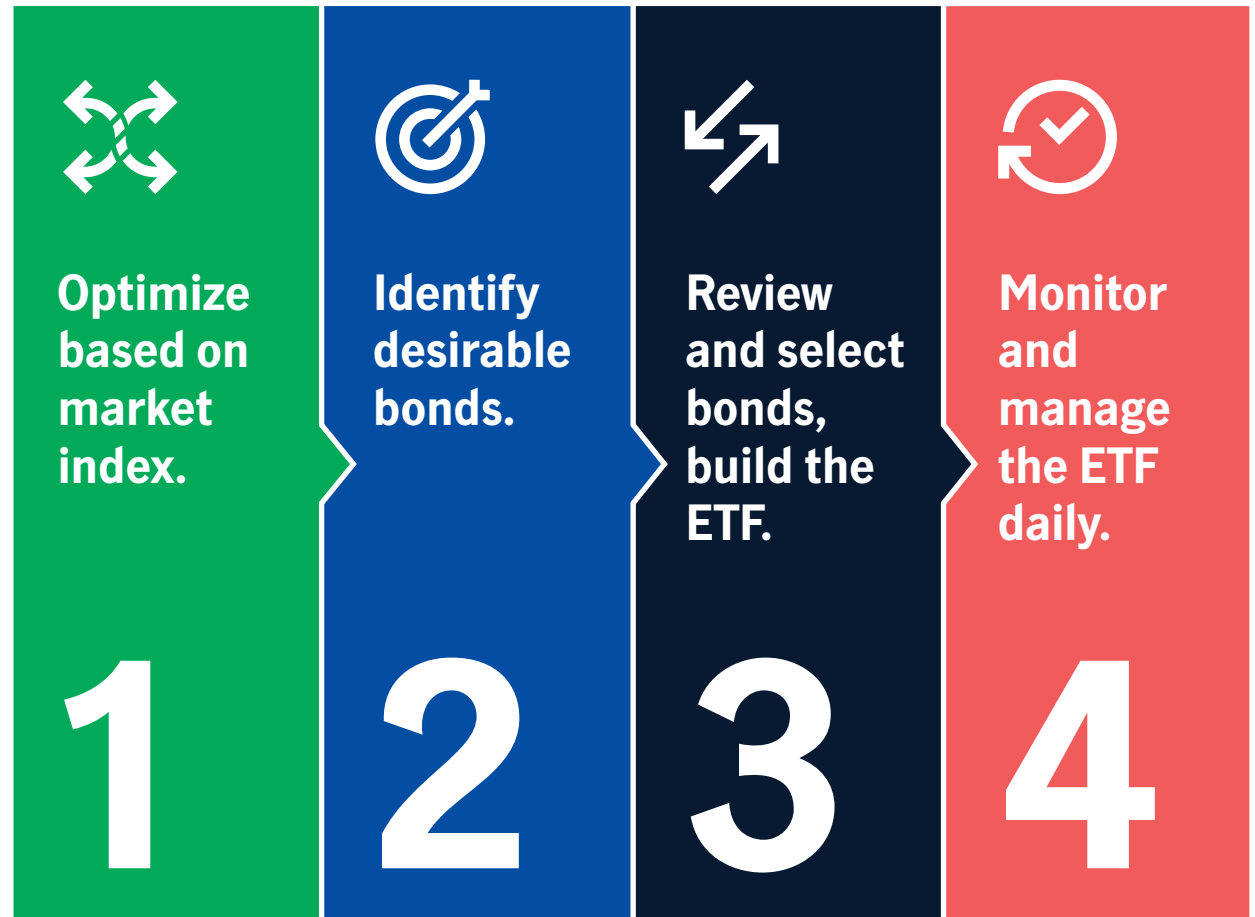 Optimize
based on
market
index.
1
Identify
desirable
bonds.
2
Review
and select
bonds,
build the
ETF.
3
Monitor
and
manage
the ETF
daily.
4